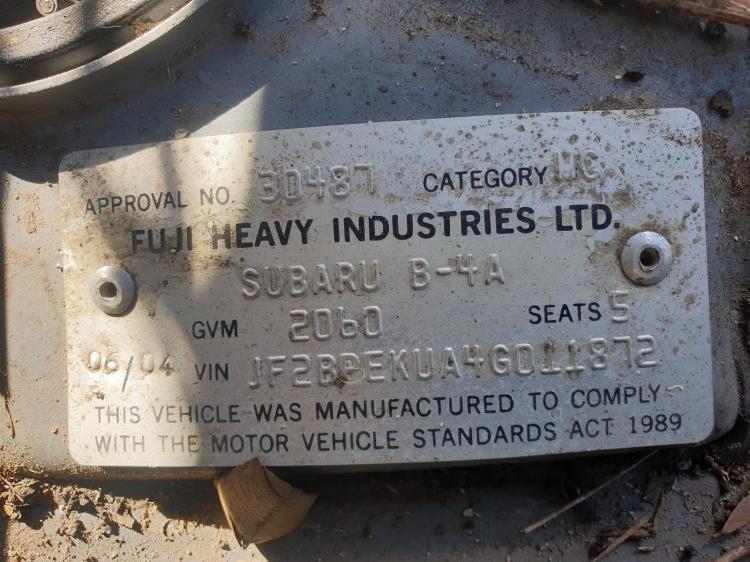 APPROVAL NO. 30487 CATEGORY MC
FUJI HEAVY INDUSTRIES LTD.
SUBARU B-4A
GVM 2060 SEATS 5
06/04 VIN JF2BPEKUA4G011872
THIS VEHICLE WAS MANUFACTURED TO COMPLY
WITH THE MOTOR VEHICLE STANDARDS ACT 1989